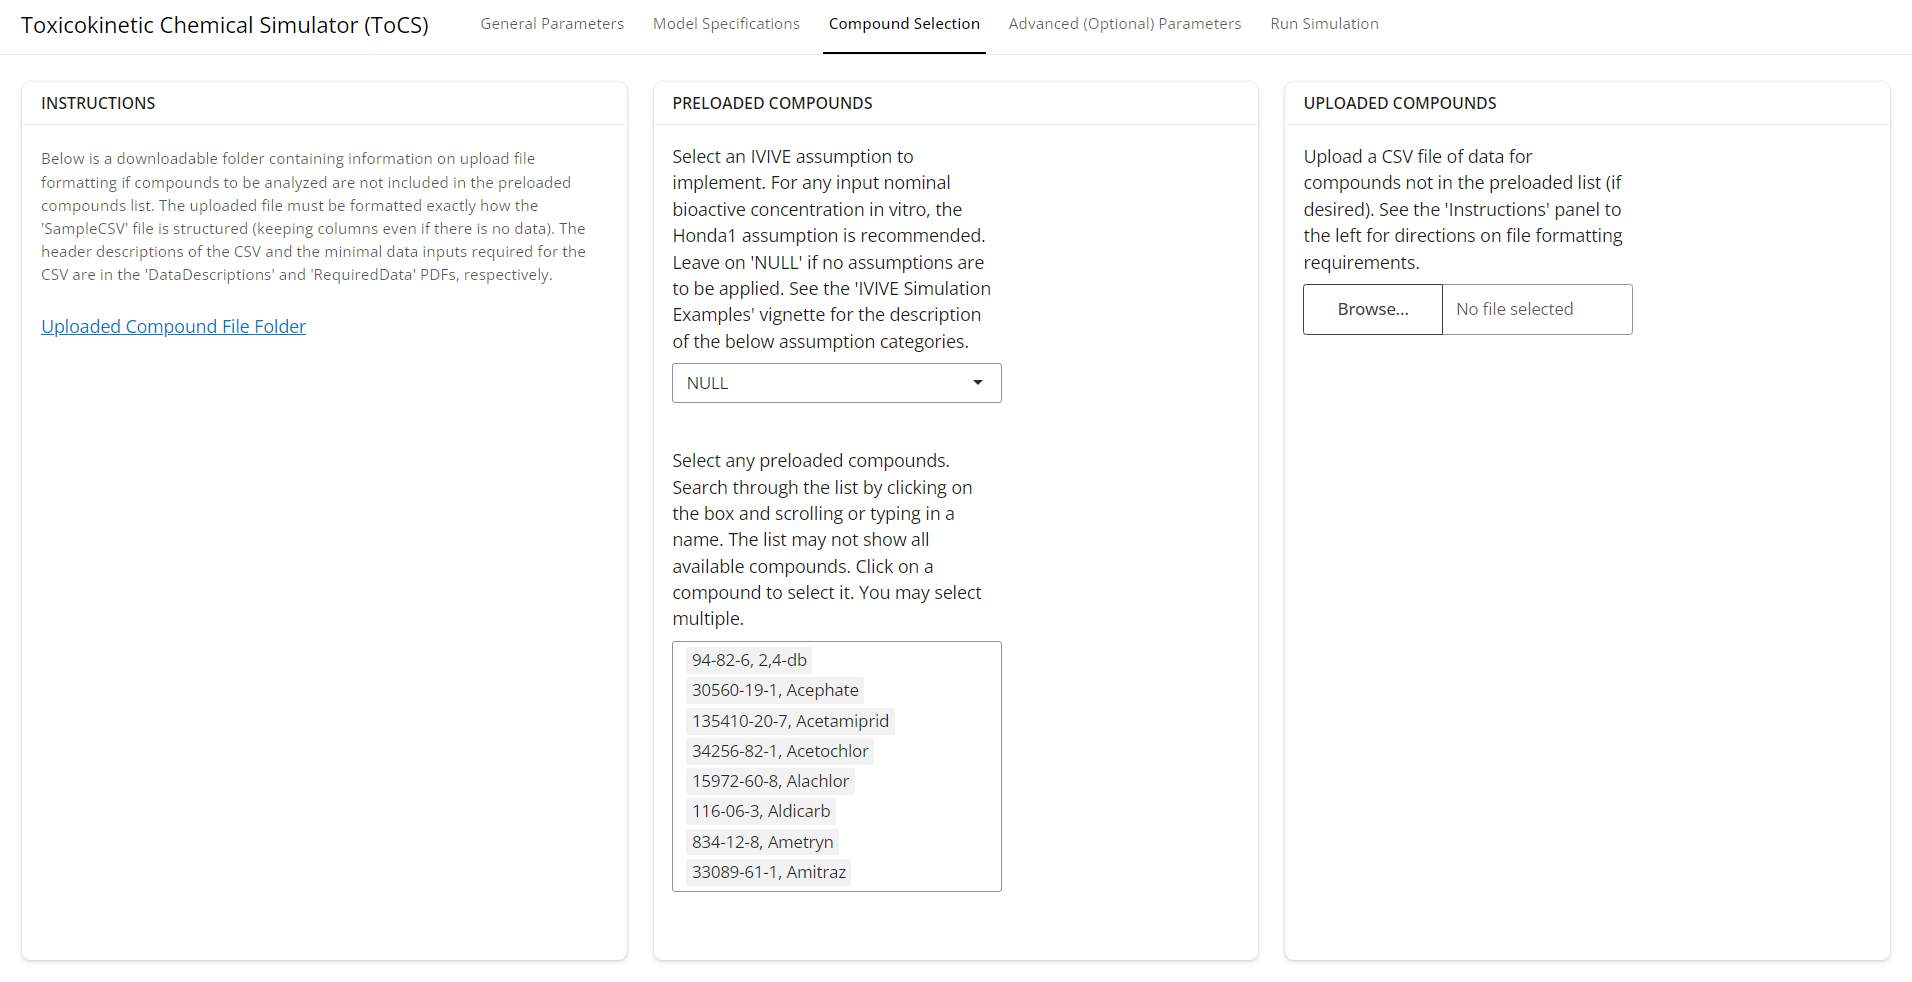 Toxicokinetic Chemical Simulator (ToCS)
General Parameters
Model Specifications
Compound Selection
Advanced (Optional) Parameters
Run Simulation
INSTRUCTIONS
Below is a downloadable folder containing information on upload file
formatting if compounds to be analyzed are not included in the preloaded
compounds list. The uploaded file must be formatted exactly how the
'SampleCSV' file is structured (keeping columns even if there is no data). The
header descriptions of the CSV and the minimal data inputs required for the
CSV are in the 'DataDescriptions' and 'RequiredData' PDFs, respectively.
Uploaded Compound File Folder
PRELOADED COMPOUNDS
Select an IVIVE assumption to
implement. For any input nominal
bioactive concentration in vitro, the
Honda1 assumption is recommended.
Leave on 'NULL' if no assumptions are
to be applied. See the 'IVIVE Simulation
Examples' vignette for the description
of the below assumption categories.
NULL
Select any preloaded compounds.
Search through the list by clicking on
the box and scrolling or typing in a
name. The list may not show all
available compounds. Click on a
compound to select it. You may select
multiple.
94-82-6, 2,4-db
30560-19-1, Acephate
135410-20-7, Acetamiprid
34256-82-1, Acetochlor
15972-60-8, Alachlor
116-06-3, Aldicarb
834-12-8, Ametryn
33089-61-1, Amitraz
UPLOADED COMPOUNDS
Upload a CSV file of data for
compounds not in the preloaded list (if
desired). See the 'Instructions' panel to
the left for directions on file formatting
requirements.
Browse...
No file selected